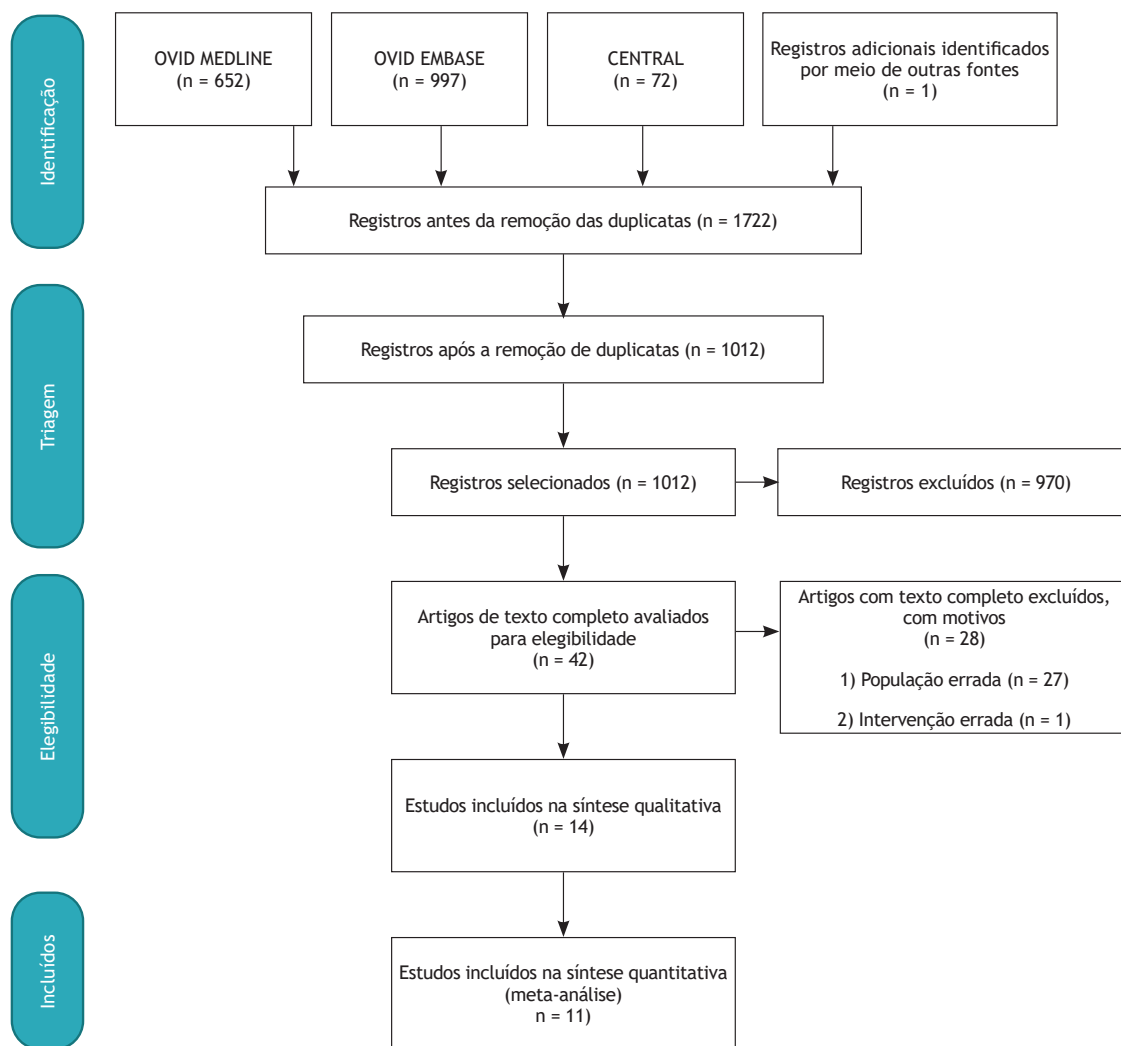 Identificação
OVID MEDLINE
(n = 652)
OVID EMBASE
(n = 997)
CENTRAL
(n = 72)
Registros adicionais identificados
por meio de outras fontes
(n = 1)
Registros antes da remoção das duplicatas (n = 1722)
Triagem
Registros após a remoção de duplicatas (n = 1012)
Registros selecionados (n = 1012)
Registros excluídos (n = 970)
Elegibilidade
Artigos de texto completo avaliados
para elegibilidade
(n = 42)
Artigos com texto completo excluídos,
com motivos
(n = 28)
1) População errada (n = 27)
2) Intervenção errada (n = 1)
Estudos incluídos na síntese qualitativa
(n = 14)
Incluídos
Estudos incluídos na síntese quantitativa
(meta-análise)
n = 11)